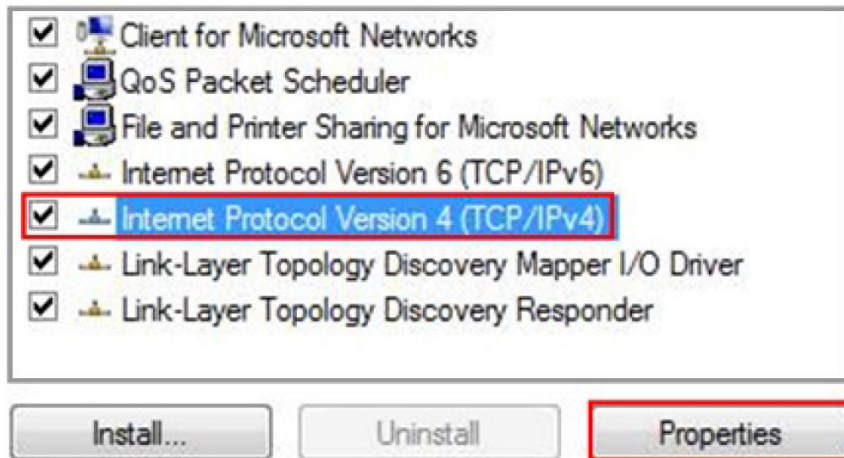 Client for Microsoft Networks
QoS Packet Scheduler
File and Printer Sharing for Microsoft Networks
Internet Protocol Version 6 (TCP/IPv6)
Internet Protocol Version 4 (TCP/IPv4)
Link-Layer Topology Discovery Mapper I/O Driver
Link-Layer Topology Discovery Responder
Install... Uninstall Properties